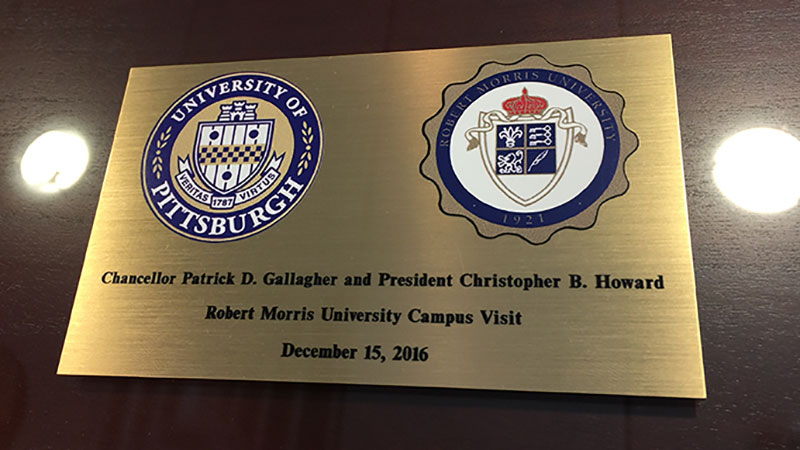 UNIVERSITY OF
PITTSBURGH
VERITAS 1787 VIRTUS
ROBERT MORRIS UNIVERSITY
1921
Chancellor Patrick D. Gallagher and President Christopher B. Howard
Robert Morris University Campus Visit
December 15, 2016